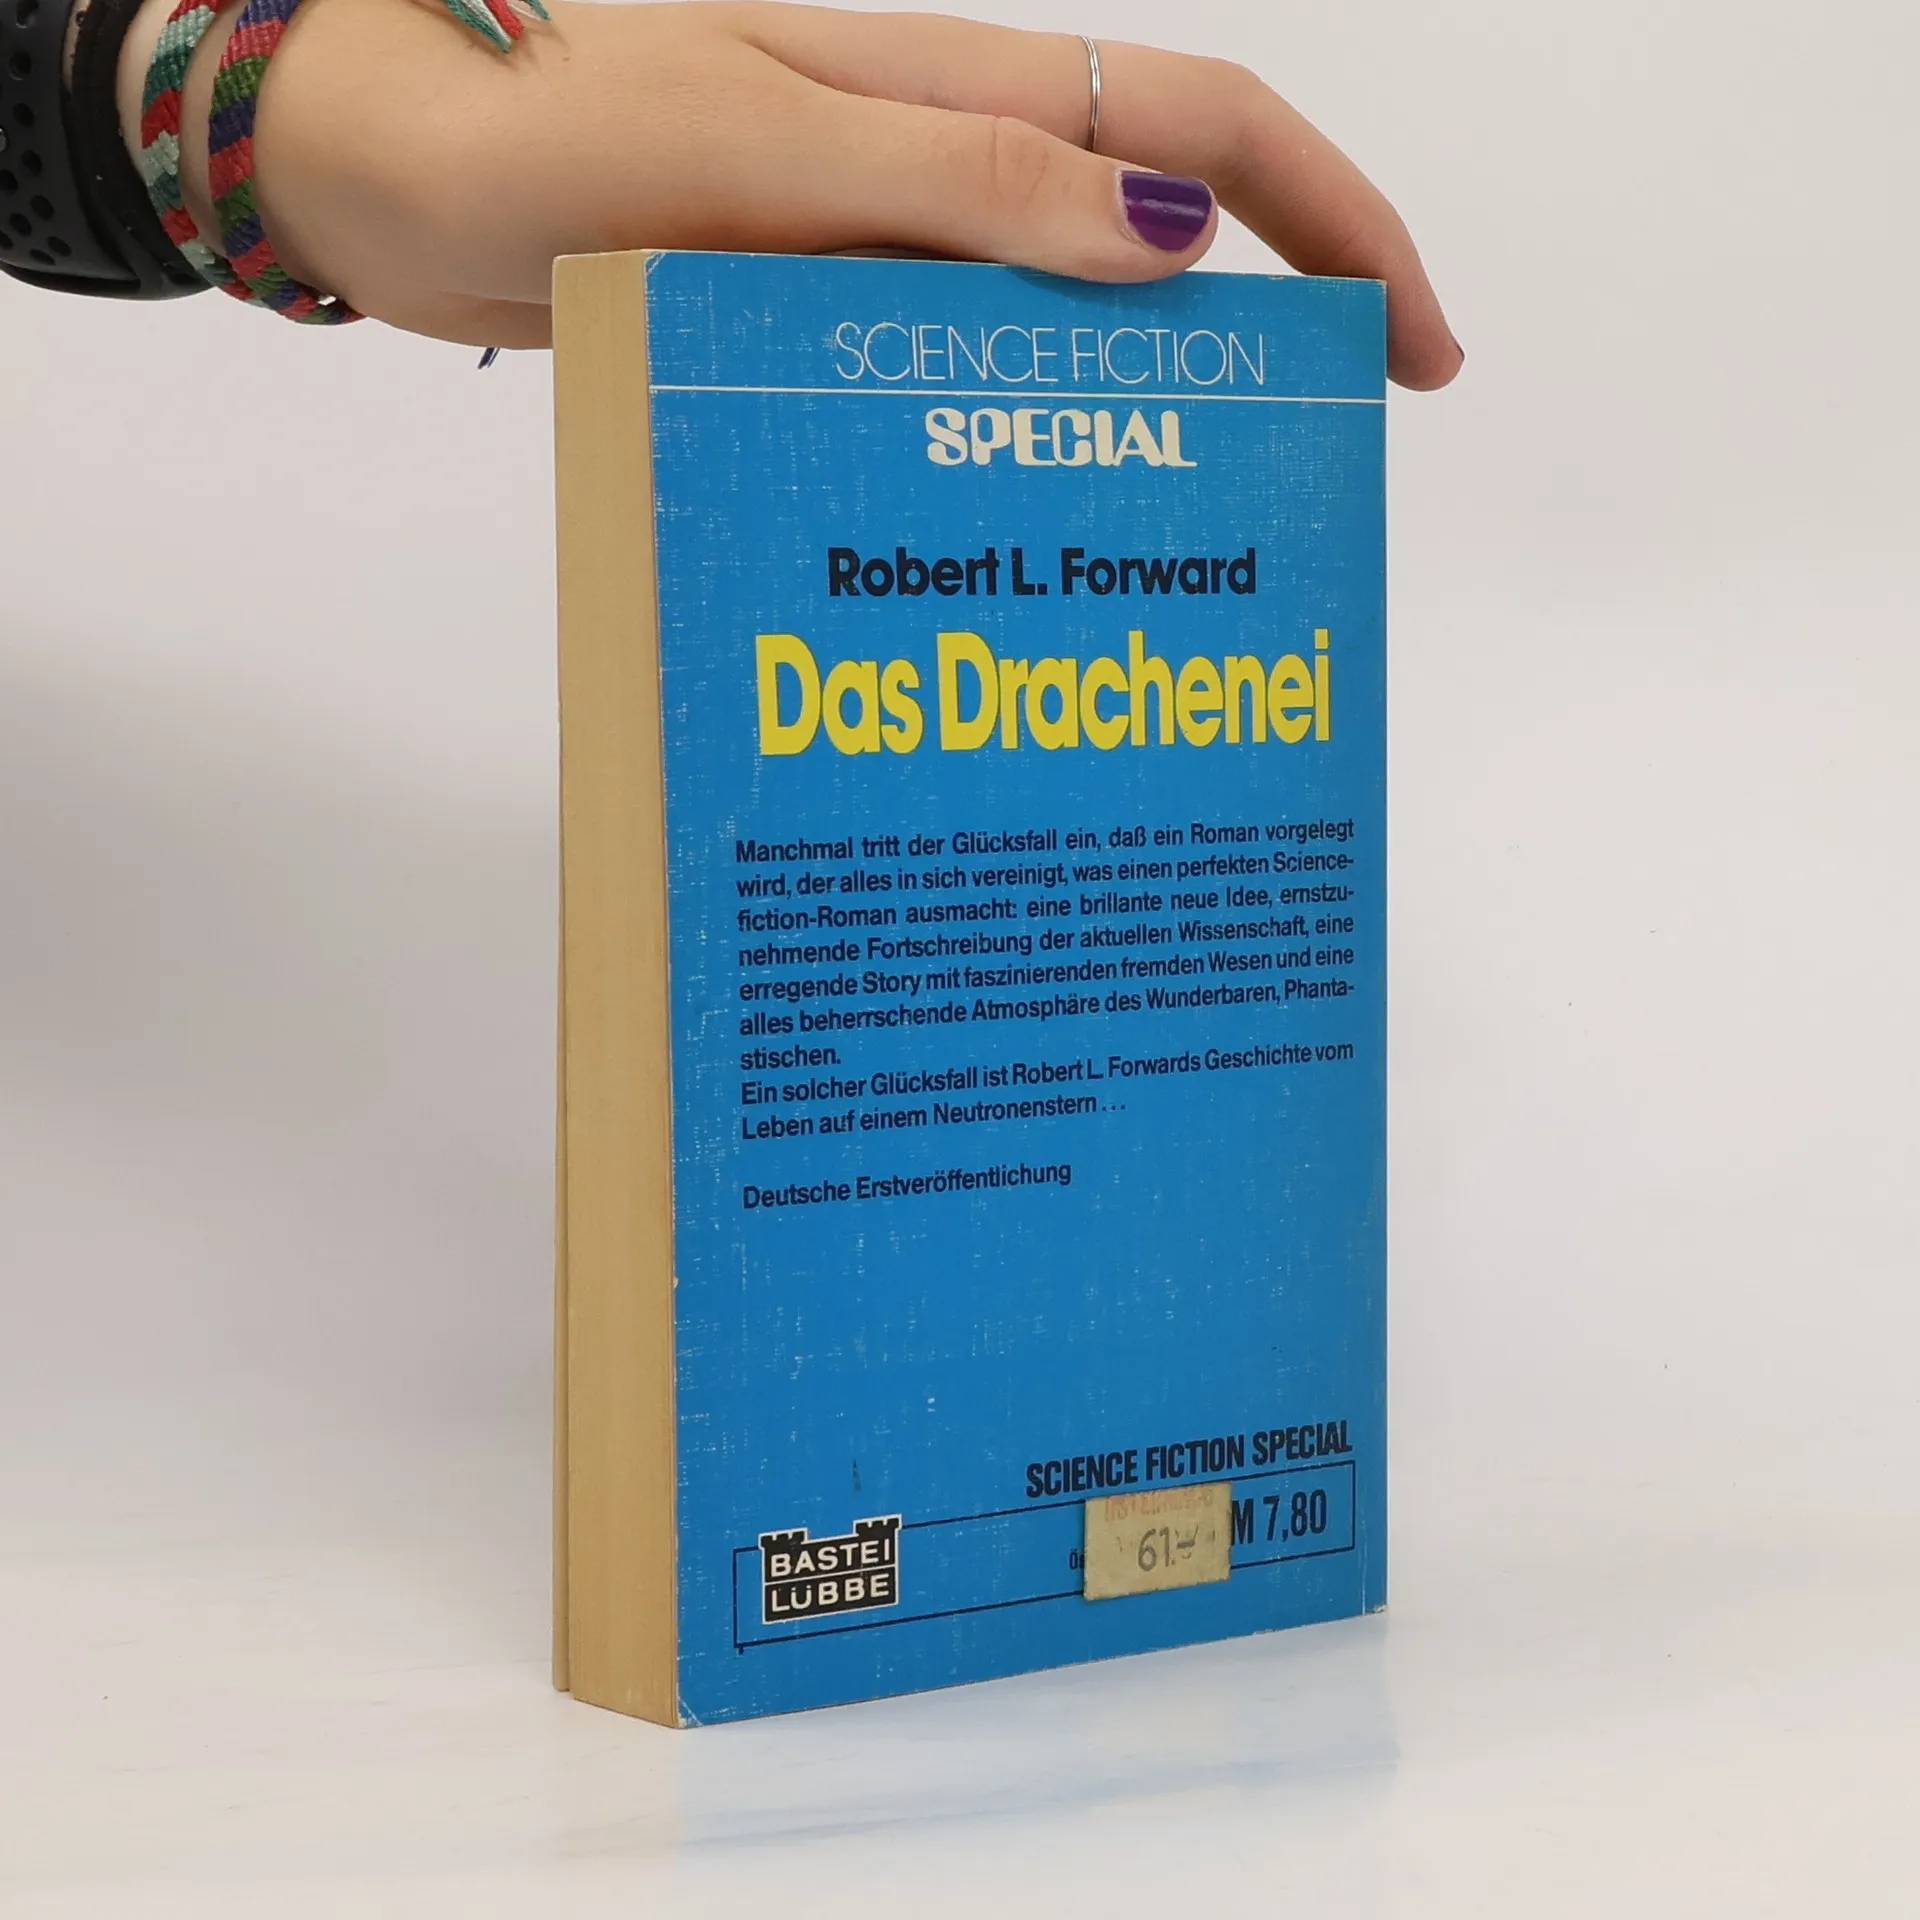 SCIENCE FICTION
SPECIAL
Robert L. Forward
Das Drachenei
Manchmal tritt der Glücksfall ein, daß ein Roman vorgelegt
wird, der alles in sich vereinigt, was einen perfekten Science-
fiction-Roman ausmacht: eine brillante neue Idee, ernstzu-
nehmende Fortschreibung der aktuellen Wissenschaft, eine
erregende Story mit faszinierenden fremden Wesen und eine
alles beherrschende Atmosphäre des Wunderbaren, Phanta-
stischen.
Ein solcher Glücksfall ist Robert L. Forwards Geschichte vom
Leben auf einem Neutronenstern...
Deutsche Erstveröffentlichung
SCIENCE FICTION SPECIAL
M 7,80
61.-
BASTEI
LÜBBE